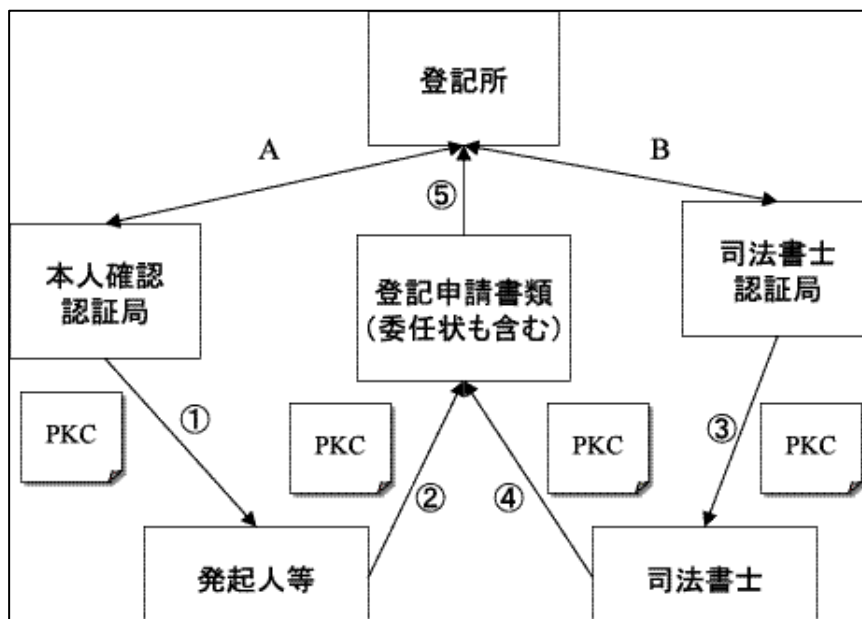 登記所
A
B
⑤
本人確認
認証局
登記申請書類
（委任状も含む）
司法書士
認証局
PKC
①
PKC
②
④
PKC
③
PKC
発起人等
司法書士